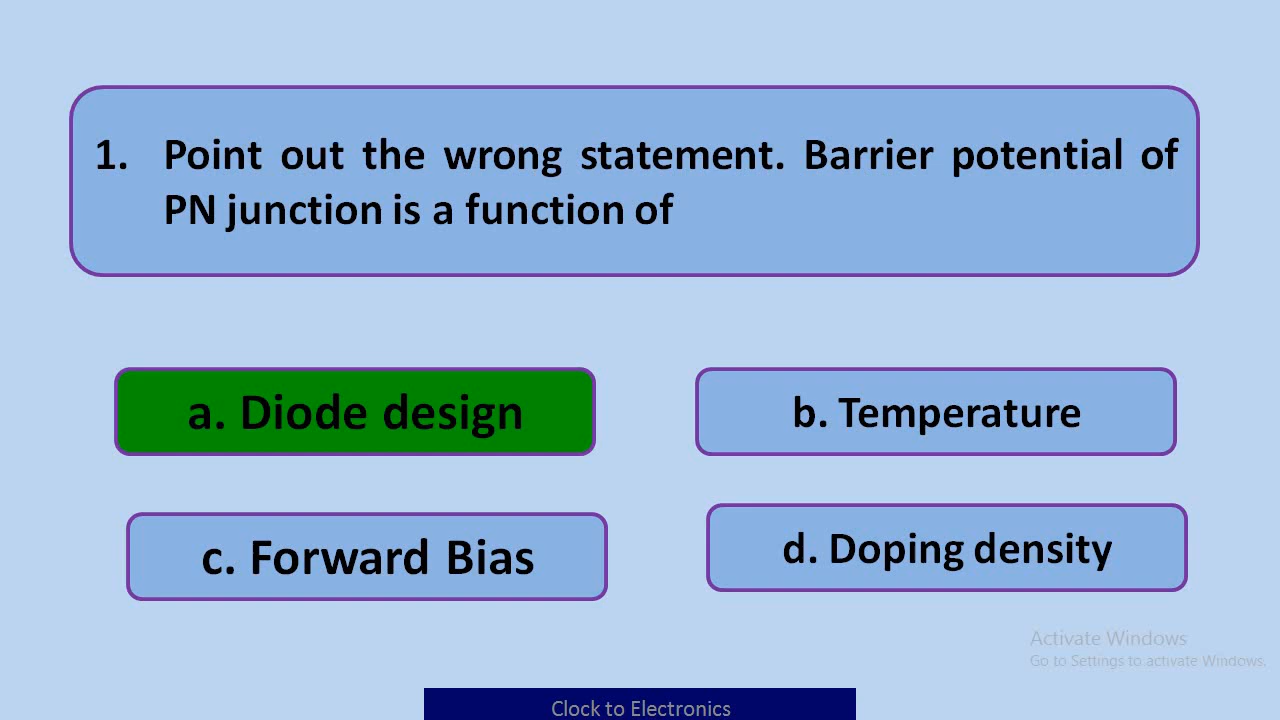 1. Point out the wrong statement. Barrier potential of
PN junction is a function of
a. Diode design
b. Temperature
c. Forward Bias
d. Doping density
Activate Windows
Go to Settings to activate Windows.
Clock to Electronics